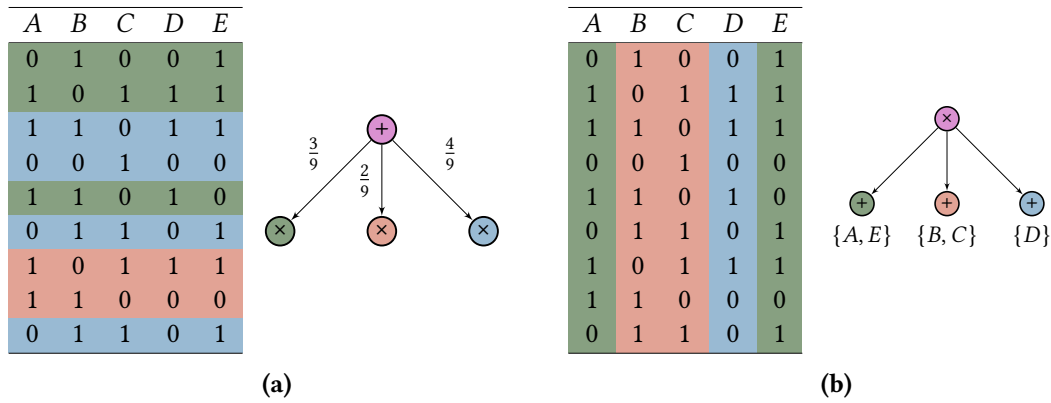 A B C D E
0 1 0 0 1
1 0 1 1 1
1 1 0 1 1
0 0 1 0 0
1 1 0 1 0
0 1 1 0 1
1 0 1 1 1
1 1 0 0 0
0 1 1 0 1
+
3/9 2/9 4/9
× × ×
(a)
A B C D E
0 1 0 0 1
1 0 1 1 1
1 1 0 1 1
0 0 1 0 0
1 1 0 1 0
0 1 1 0 1
1 0 1 1 1
1 1 0 0 0
0 1 1 0 1
×
+ + +
{A, E} {B, C} {D}
(b)